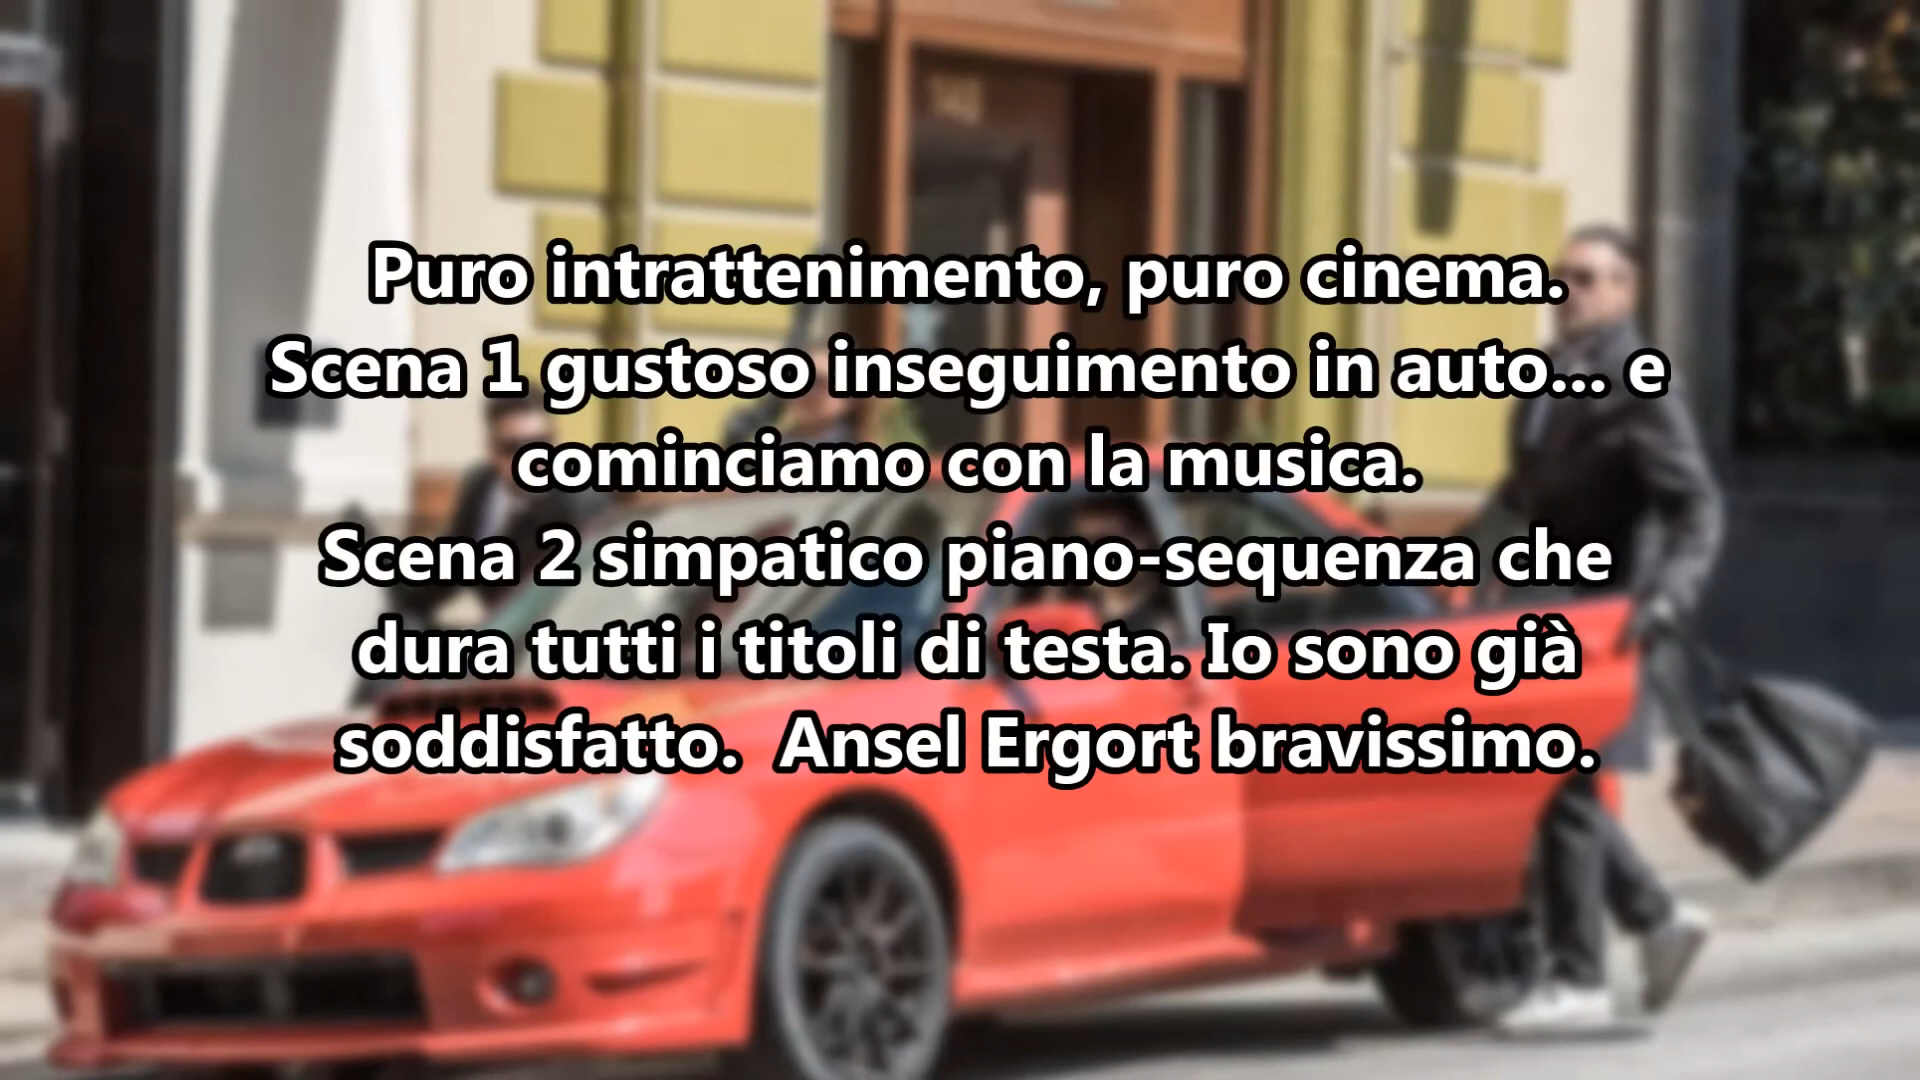 Puro intrattenimento, puro cinema.
Scena 1 gustoso inseguimento in auto... e
cominciamo con la musica.
Scena 2 simpatico piano-sequenza che
dura tutti i titoli di testa. Io sono già
soddisfatto.  Ansel Ergort bravissimo.